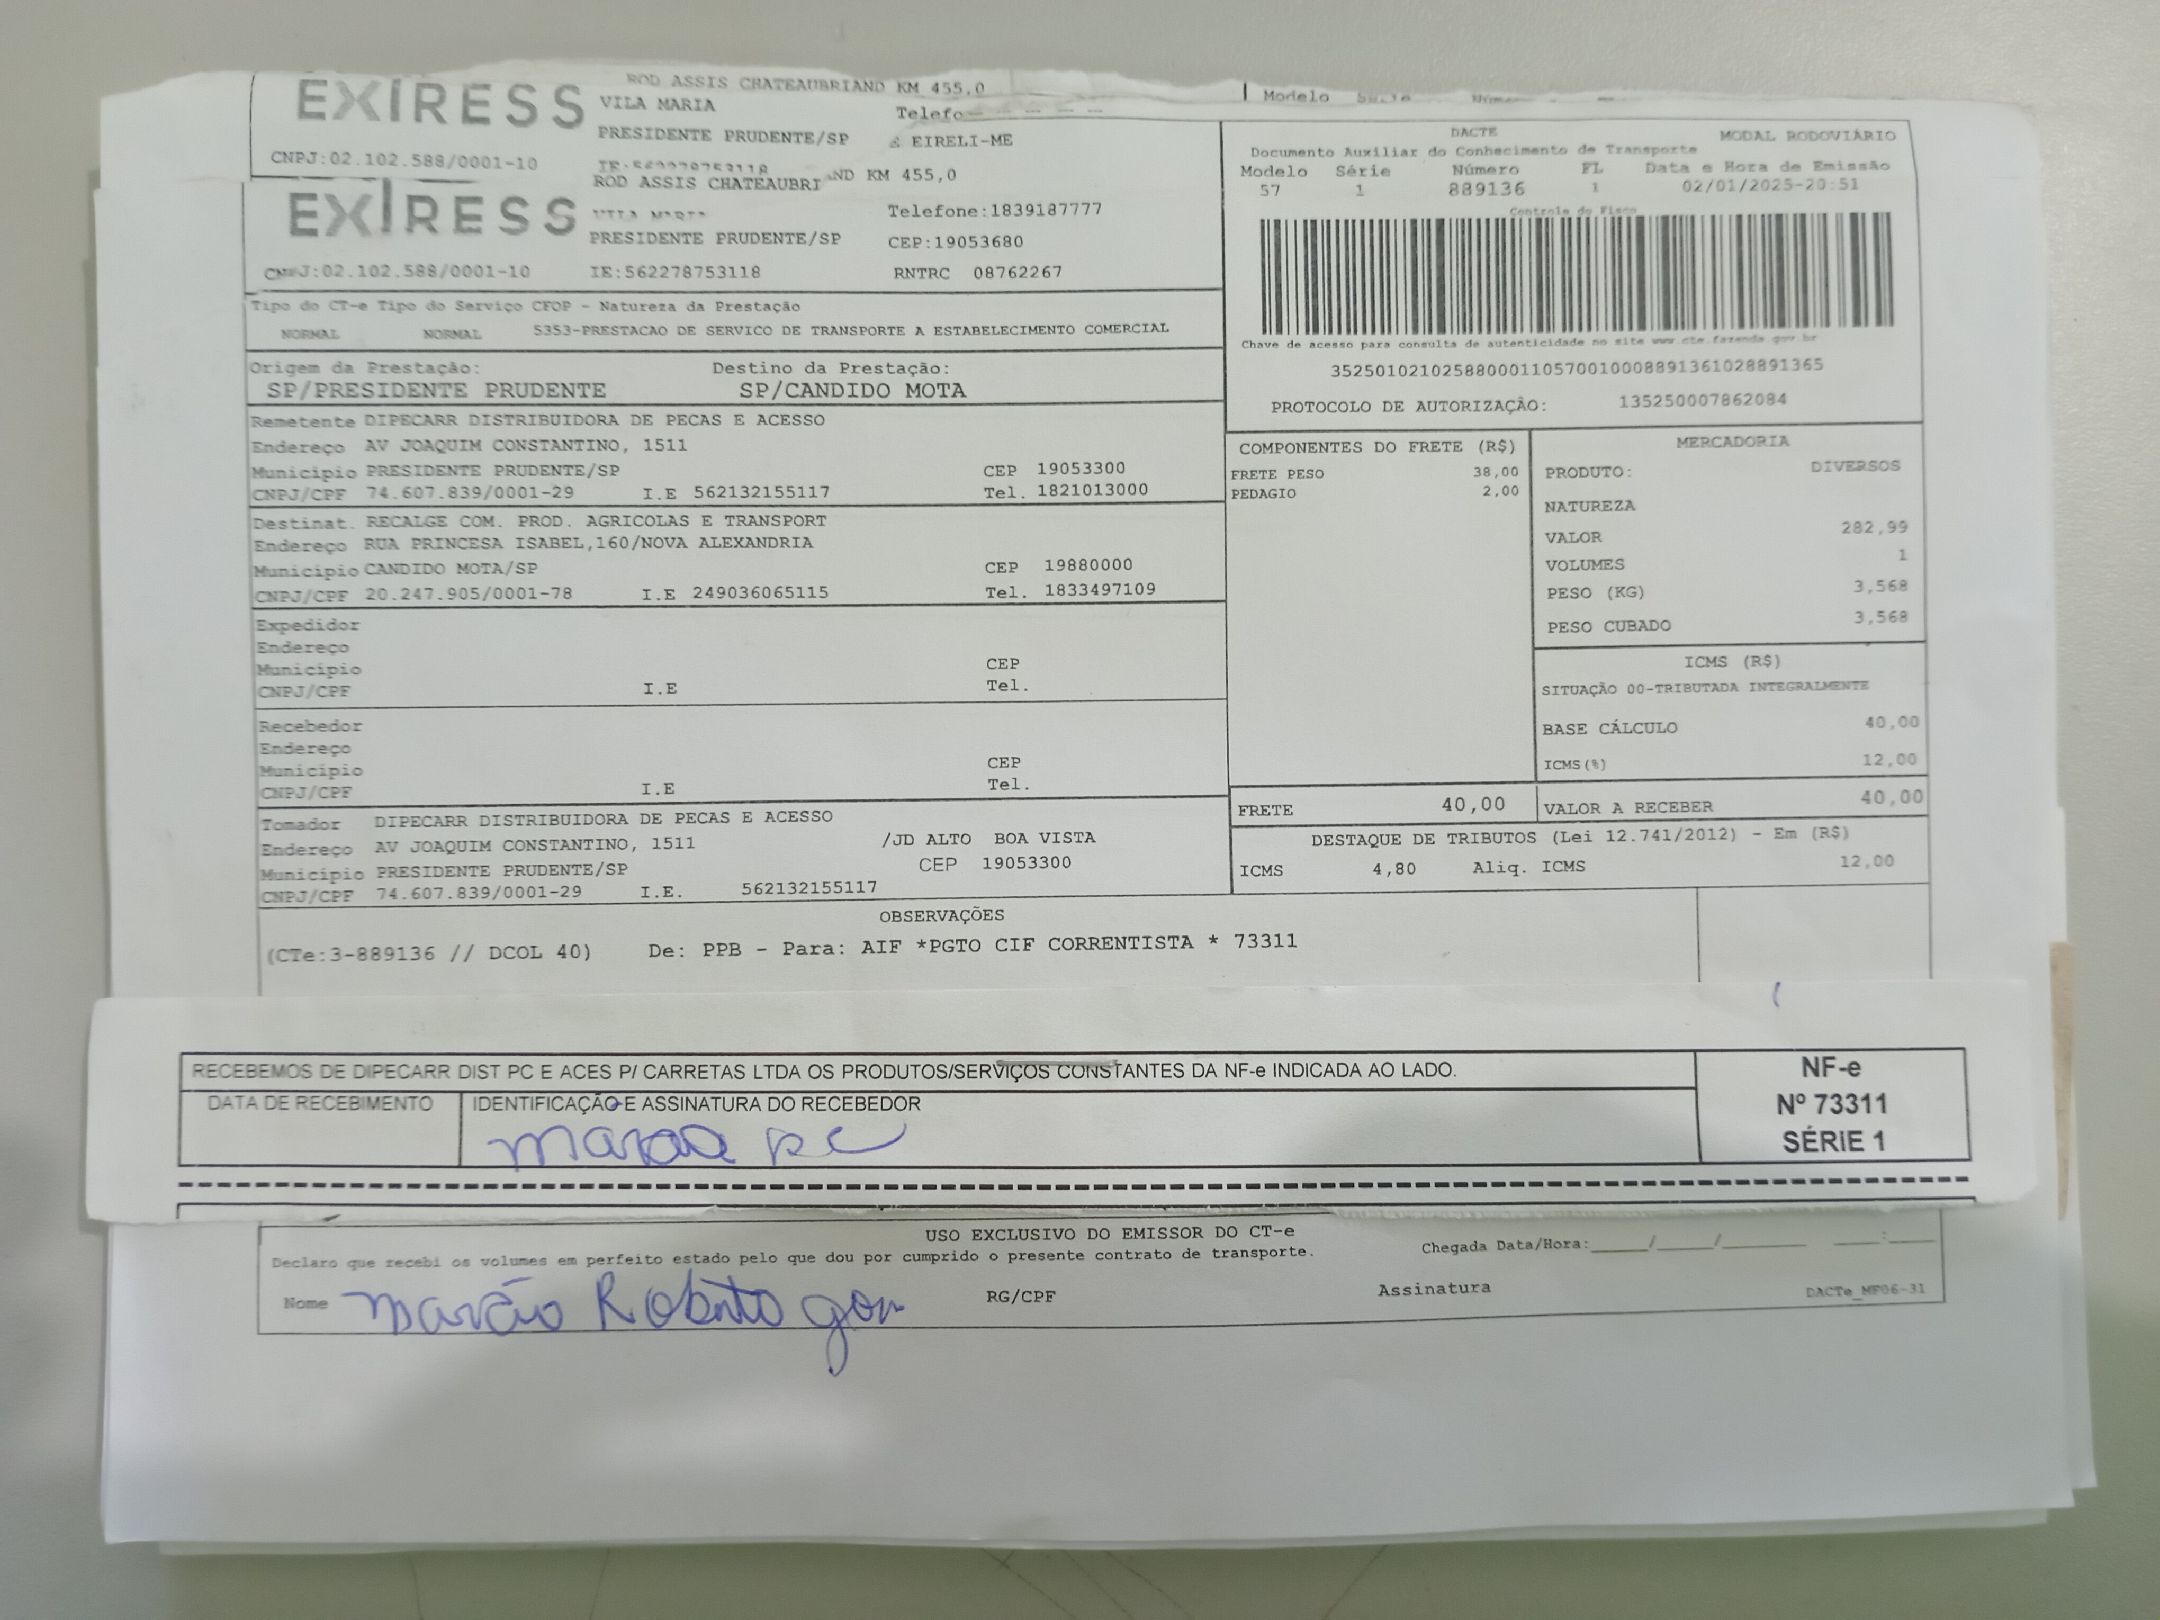 EXIRESS
ROD ASSIS CHATEAUBRIAND KM 455,0
VILA MARIA
PRESIDENTE PRUDENTE/SP
& EIRELI-ME
CNPJ:02.102.588/0001-10
Modelo
EXIRESS
ROD ASSIS CHATEAUBRI AND KM 455,0
VILA MARIA
Telefone:1839187777
PRESIDENTE PRUDENTE/SP
CEP:19053680
CNPJ:02.102.588/0001-10
IE:562278753118
RNTRC 08762267
DACTE
MODAL RODOVIÁRIO
Documento Auxiliar do Conhecimento de Transporte
Modelo Série Número FL Data e Hora de Emissão
57 1 889136 1 02/01/2025-20:51
Controle do Fisco
Chave de acesso para consulta de autenticidade no site www.cte.fazenda.gov.br
35250102102588000110570010008891361028891365
PROTOCOLO DE AUTORIZAÇÃO: 135250007862084
Tipo do CT-e Tipo do Serviço CFOP - Natureza da Prestação
NORMAL NORMAL 5353-PRESTACAO DE SERVICO DE TRANSPORTE A ESTABELECIMENTO COMERCIAL
Origem da Prestação: Destino da Prestação:
SP/PRESIDENTE PRUDENTE SP/CANDIDO MOTA
Remetente DIPECARR DISTRIBUIDORA DE PECAS E ACESSO
Endereço AV JOAQUIM CONSTANTINO, 1511
Município PRESIDENTE PRUDENTE/SP CEP 19053300
CNPJ/CPF 74.607.839/0001-29 I.E 562132155117 Tel. 1821013000
Destinat. RECALGE COM. PROD. AGRICOLAS E TRANSPORT
Endereço RUA PRINCESA ISABEL,160/NOVA ALEXANDRIA
Município CANDIDO MOTA/SP CEP 19880000
CNPJ/CPF 20.247.905/0001-78 I.E 249036065115 Tel. 1833497109
Expedidor
Endereço
Município CEP
CNPJ/CPF I.E Tel.
Recebedor
Endereço
Município CEP
CNPJ/CPF I.E Tel.
Tomador DIPECARR DISTRIBUIDORA DE PECAS E ACESSO
Endereço AV JOAQUIM CONSTANTINO, 1511 /JD ALTO BOA VISTA
Município PRESIDENTE PRUDENTE/SP CEP 19053300
CNPJ/CPF 74.607.839/0001-29 I.E. 562132155117
COMPONENTES DO FRETE (R$)
FRETE PESO 38,00
PEDAGIO 2,00
MERCADORIA
PRODUTO: DIVERSOS
NATUREZA
VALOR 282,99
VOLUMES 1
PESO (KG) 3,568
PESO CUBADO 3,568
ICMS (R$)
SITUAÇÃO 00-TRIBUTADA INTEGRALMENTE
BASE CÁLCULO 40,00
ICMS(%) 12,00
FRETE 40,00 VALOR A RECEBER 40,00
DESTAQUE DE TRIBUTOS (Lei 12.741/2012) - Em (R$)
ICMS 4,80 Aliq. ICMS 12,00
OBSERVAÇÕES
(CTe:3-889136 // DCOL 40) De: PPB - Para: AIF *PGTO CIF CORRENTISTA * 73311
RECEBEMOS DE DIPECARR DIST PC E ACES P/ CARRETAS LTDA OS PRODUTOS/SERVIÇOS CONSTANTES DA NF-e INDICADA AO LADO.
DATA DE RECEBIMENTO IDENTIFICAÇÃO E ASSINATURA DO RECEBEDOR
NF-e
Nº 73311
SÉRIE 1
USO EXCLUSIVO DO EMISSOR DO CT-e
Declaro que recebi os volumes em perfeito estado pelo que dou por cumprido o presente contrato de transporte.
Chegada Data/Hora:_____/_____/_______ ____:____
Nome Roberto
RG/CPF
Assinatura
DACTe_MF06-31